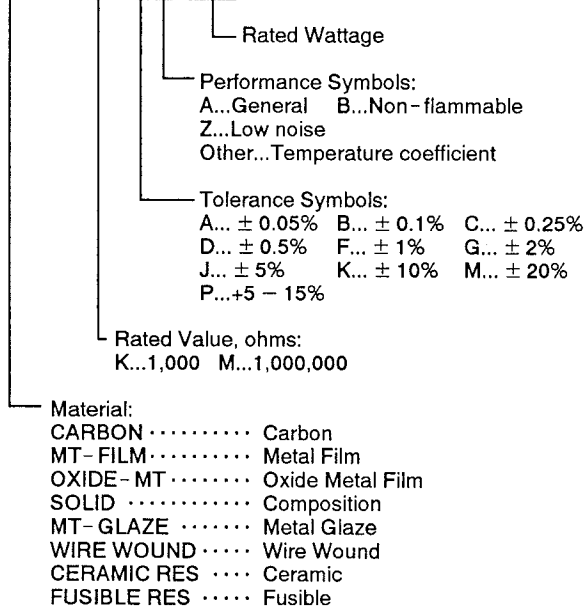 Rated Wattage
Performance Symbols:
A...General B...Non-flammable
Z...Low noise
Other...Temperature coefficient
Tolerance Symbols:
A... ± 0.05% B... ± 0.1% C... ± 0.25%
D... ± 0.5% F... ± 1% G... ± 2%
J... ± 5% K... ± 10% M... ± 20%
P...+5 − 15%
Rated Value, ohms:
K...1,000 M...1,000,000
Material:
CARBON · · · · · · · · · · Carbon
MT-FILM · · · · · · · · · · Metal Film
OXIDE-MT · · · · · · · · Oxide Metal Film
SOLID · · · · · · · · · · · Composition
MT-GLAZE · · · · · · · Metal Glaze
WIRE WOUND · · · · · Wire Wound
CERAMIC RES · · · · Ceramic
FUSIBLE RES · · · · · Fusible